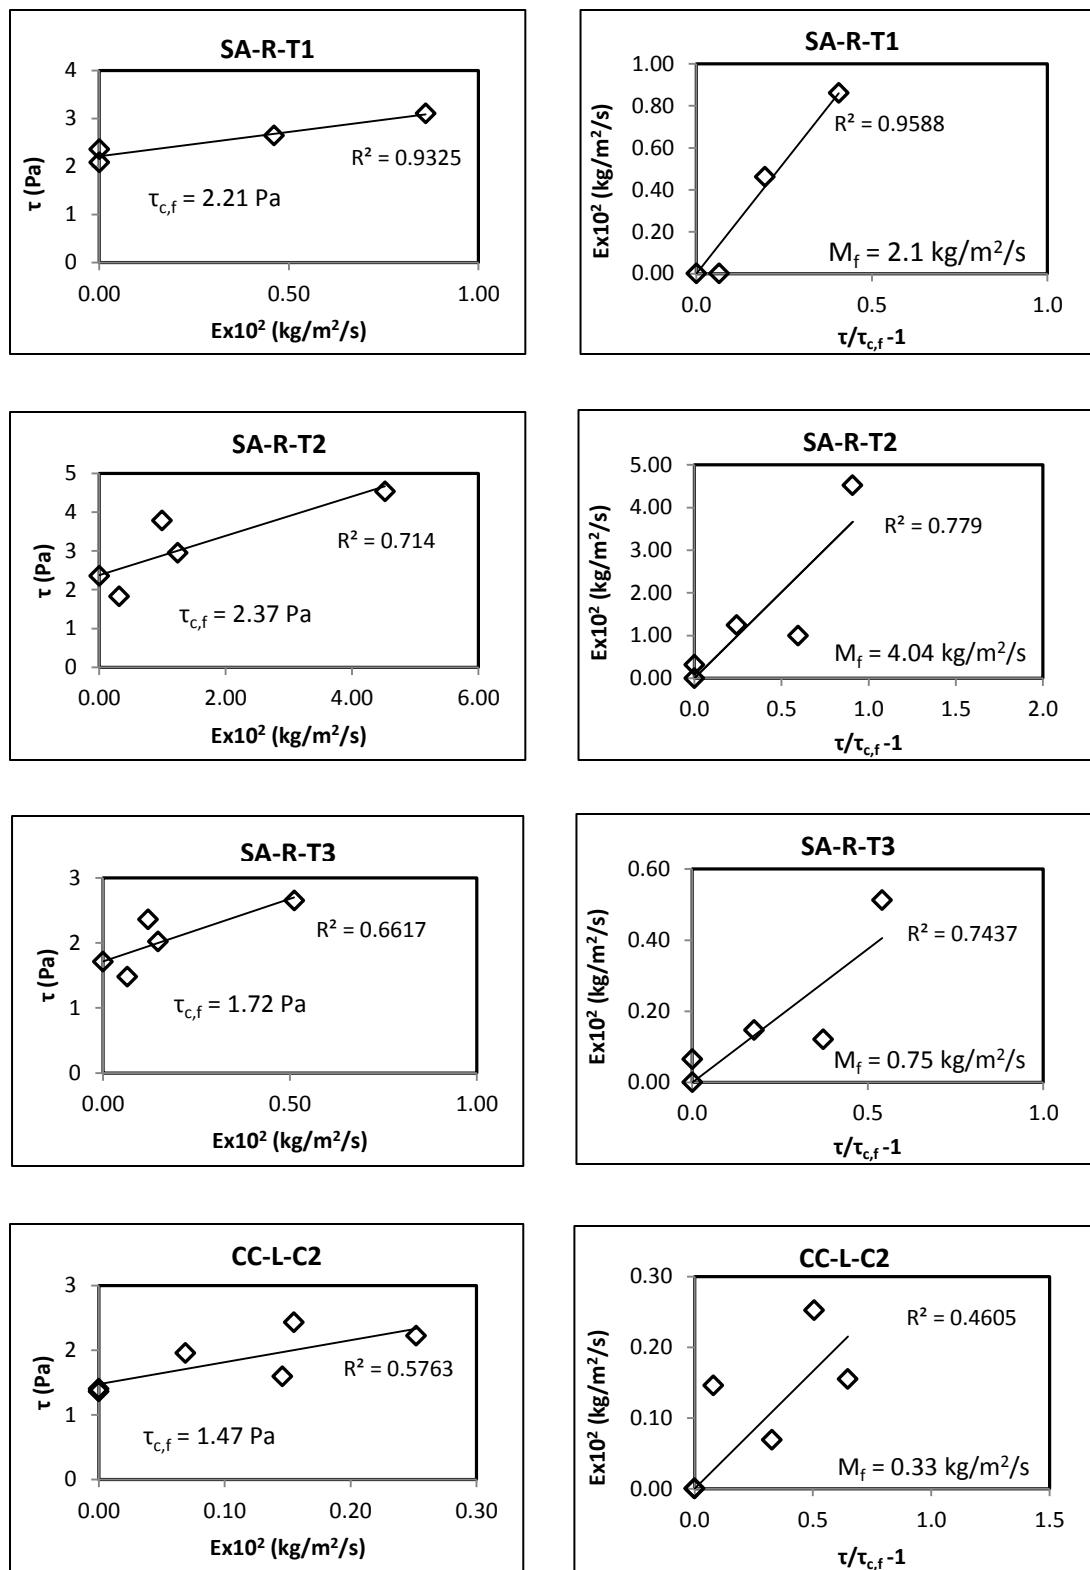 SA-R-T1
4
3
2
1
0
τ (Pa)
R² = 0.9325
τc,f = 2.21 Pa
0.00 0.50 1.00
Ex10² (kg/m²/s)
SA-R-T1
1.00
0.80
0.60
0.40
0.20
0.00
Ex10² (kg/m²/s)
R² = 0.9588
Mf = 2.1 kg/m²/s
0.0 0.5 1.0
τ/τc,f -1
SA-R-T2
5
4
3
2
1
0
τ (Pa)
R² = 0.714
τc,f = 2.37 Pa
0.00 2.00 4.00 6.00
Ex10² (kg/m²/s)
SA-R-T2
5.00
4.00
3.00
2.00
1.00
0.00
Ex10² (kg/m²/s)
R² = 0.779
Mf = 4.04 kg/m²/s
0.0 0.5 1.0 1.5 2.0
τ/τc,f -1
SA-R-T3
3
2
1
0
τ (Pa)
R² = 0.6617
τc,f = 1.72 Pa
0.00 0.50 1.00
Ex10² (kg/m²/s)
SA-R-T3
0.60
0.40
0.20
0.00
Ex10² (kg/m²/s)
R² = 0.7437
Mf = 0.75 kg/m²/s
0.0 0.5 1.0
τ/τc,f -1
CC-L-C2
3
2
1
0
τ (Pa)
R² = 0.5763
τc,f = 1.47 Pa
0.00 0.10 0.20 0.30
Ex10² (kg/m²/s)
CC-L-C2
0.30
0.20
0.10
0.00
Ex10² (kg/m²/s)
R² = 0.4605
Mf = 0.33 kg/m²/s
0.0 0.5 1.0 1.5
τ/τc,f -1